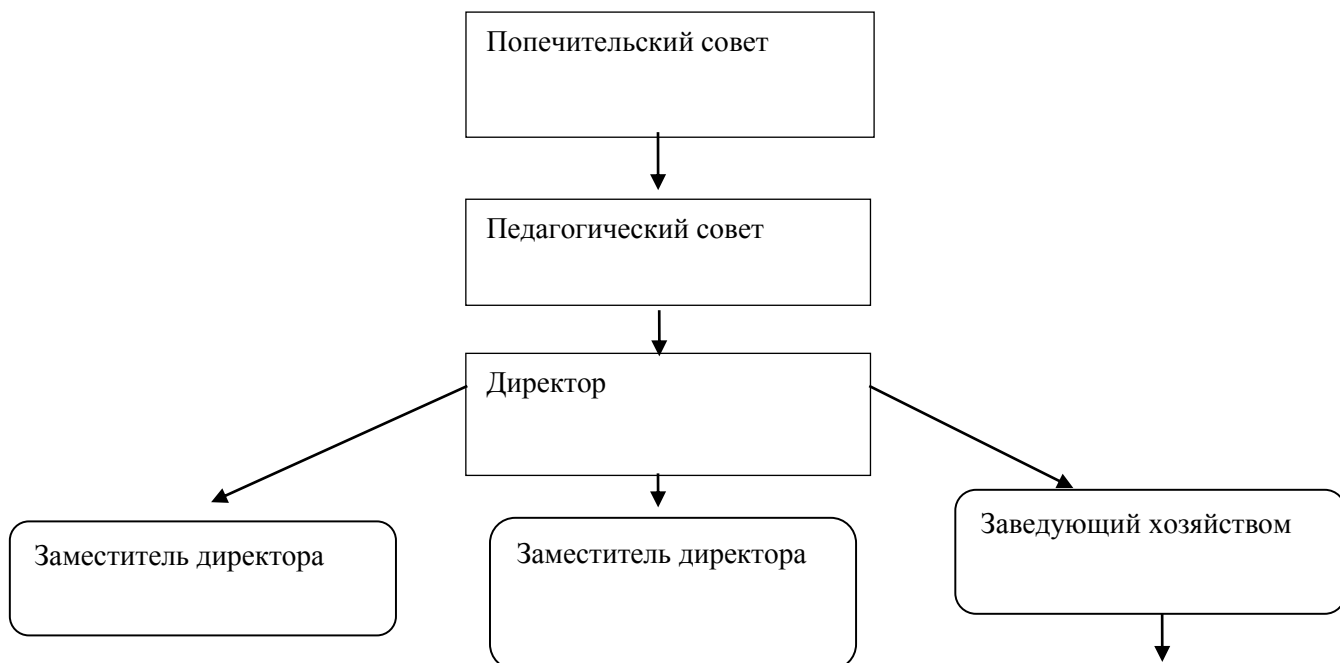 Попечительский совет
Педагогический совет
Директор
Заместитель директора
Заместитель директора
Заведующий хозяйством